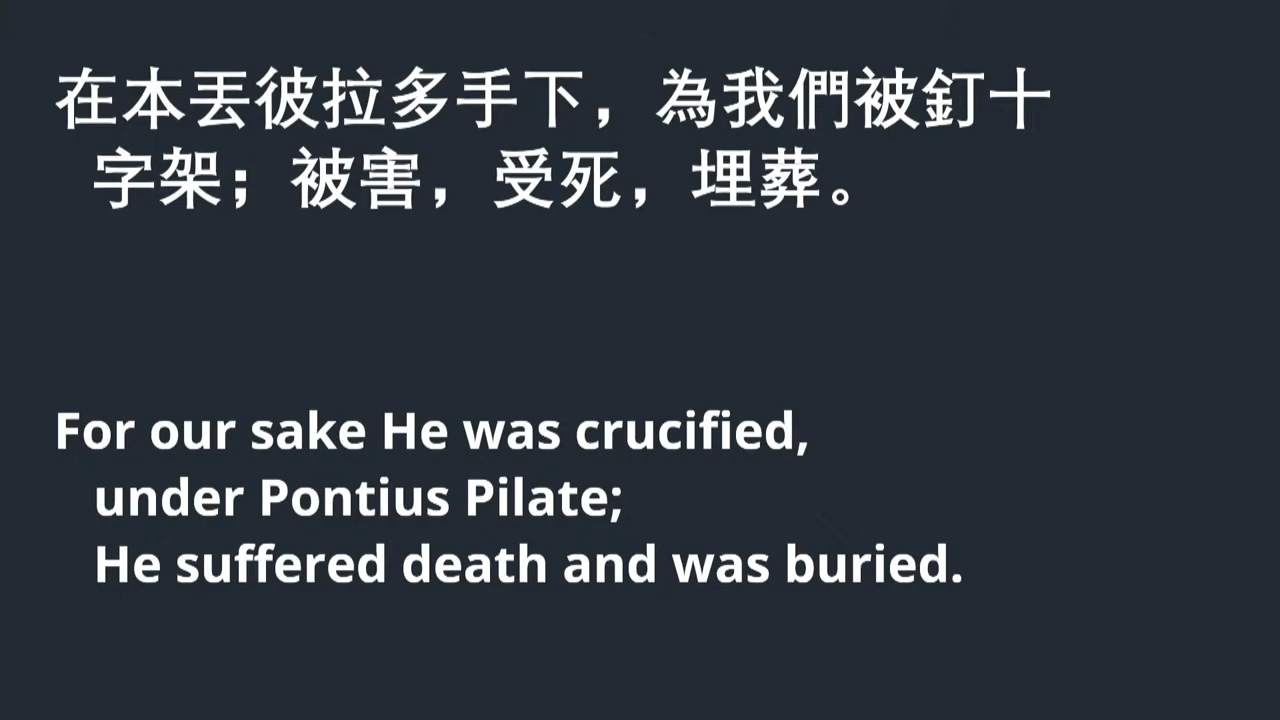 在本丟彼拉多手下，為我們被釘十
字架；被害，受死，埋葬。
For our sake He was crucified,
under Pontius Pilate;
He suffered death and was buried.